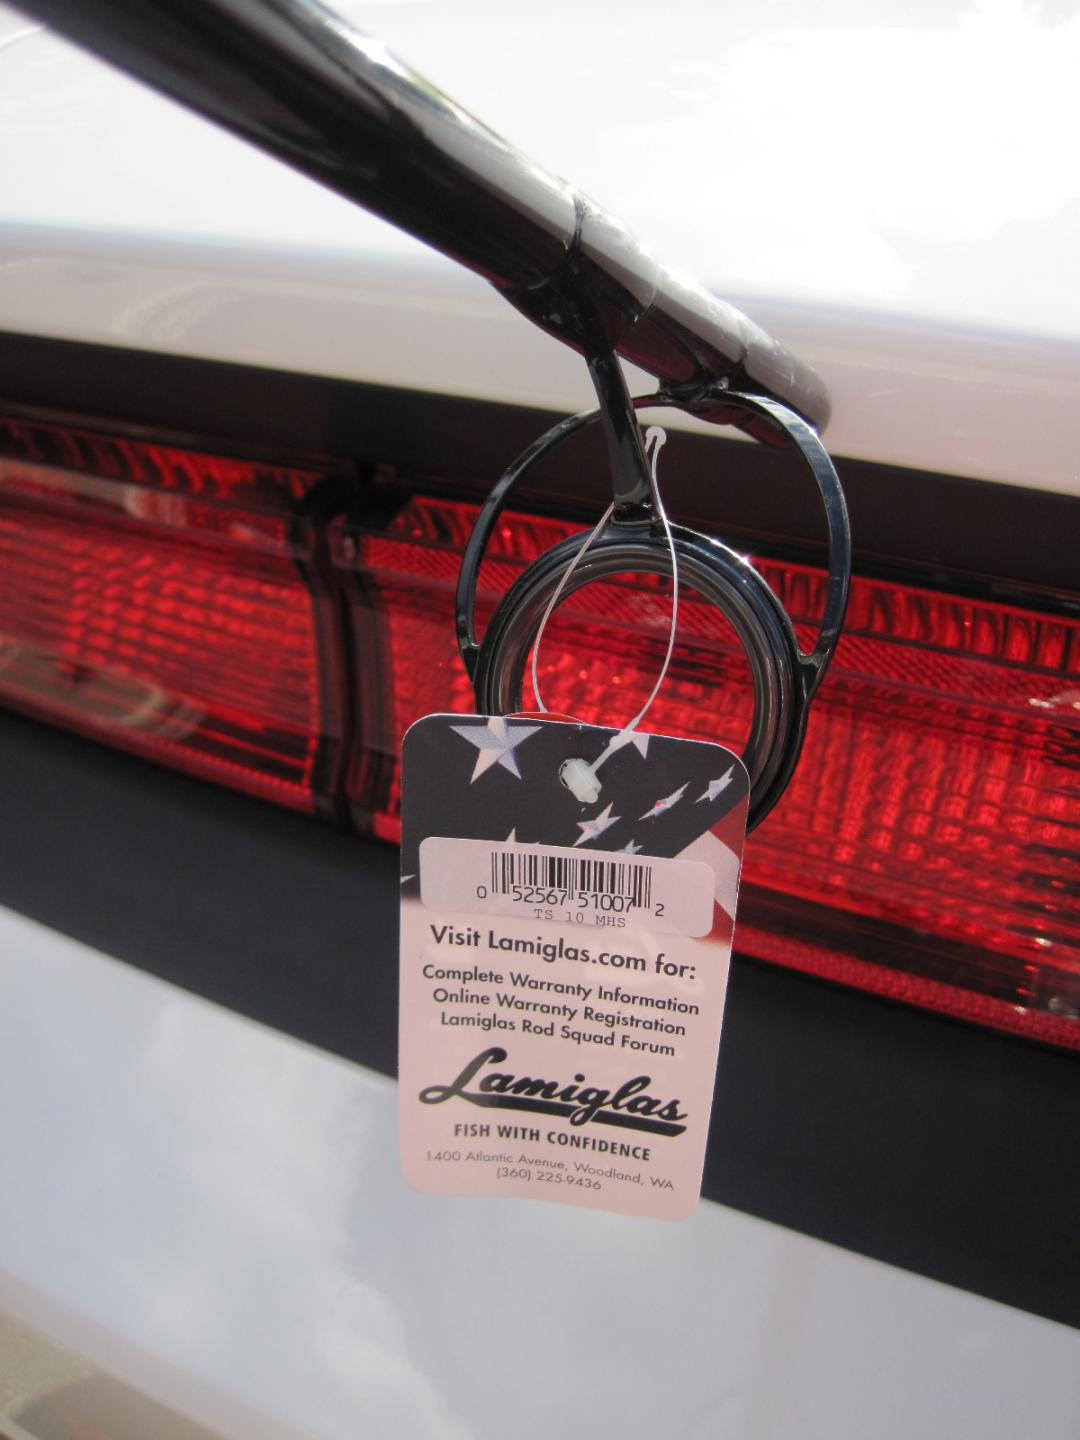 0 52567 51007 2
TS 10 MHS
Visit Lamiglas.com for:
Complete Warranty Information
Online Warranty Registration
Lamiglas Rod Squad Forum
Lamiglas
FISH WITH CONFIDENCE
1400 Atlantic Avenue, Woodland, WA
(360) 225-9436